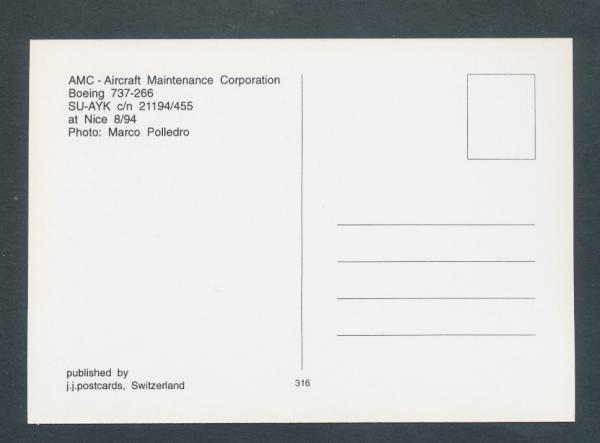 AMC - Aircraft Maintenance Corporation
Boeing 737-266
SU-AYK c/n 21194/455
at Nice 8/94
Photo: Marco Polledro
published by
j.j.postcards, Switzerland
316